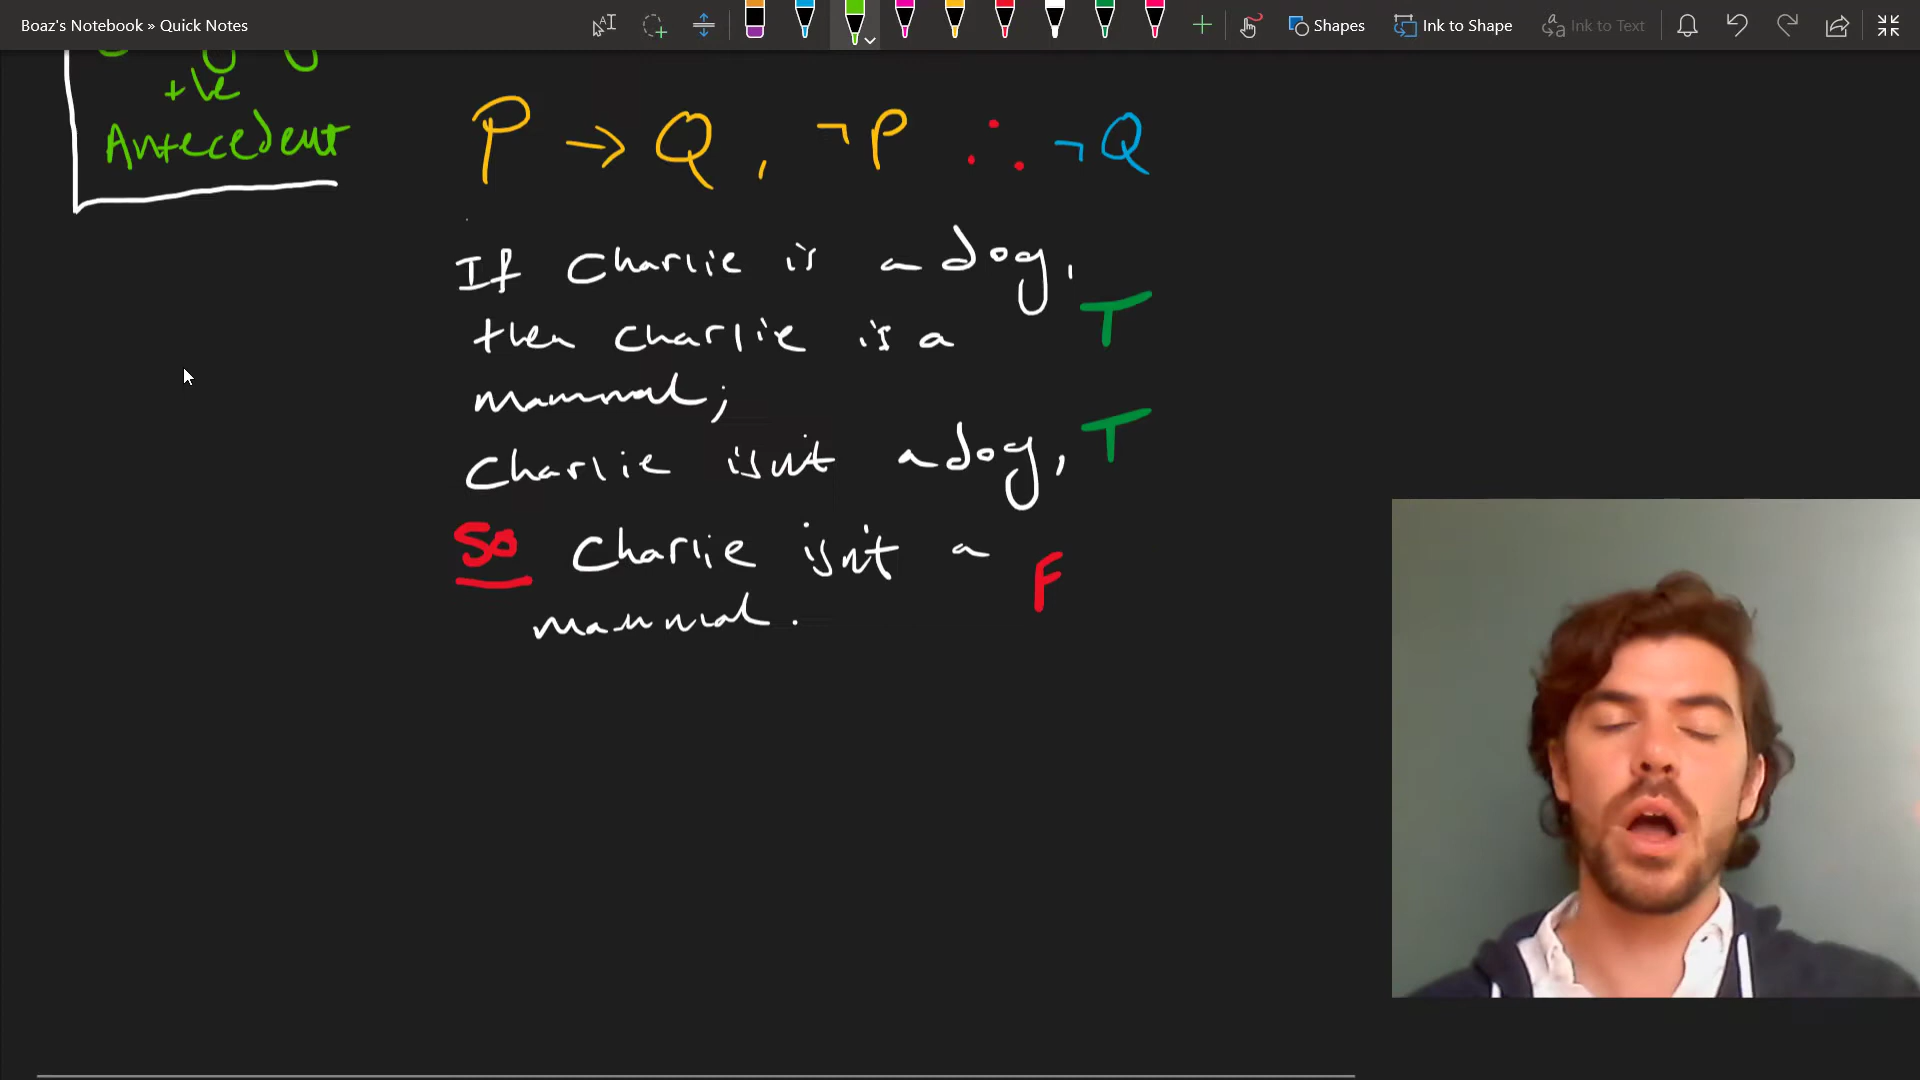 Boaz's Notebook » Quick Notes
Shapes
Ink to Shape
Ink to Text
+ve
Antecedent
P → Q, ¬P ∴ ¬Q
If Charlie is a dog,
then Charlie is a T
mammal;
Charlie isn't a dog, T
So Charlie isn't a F
mammal.